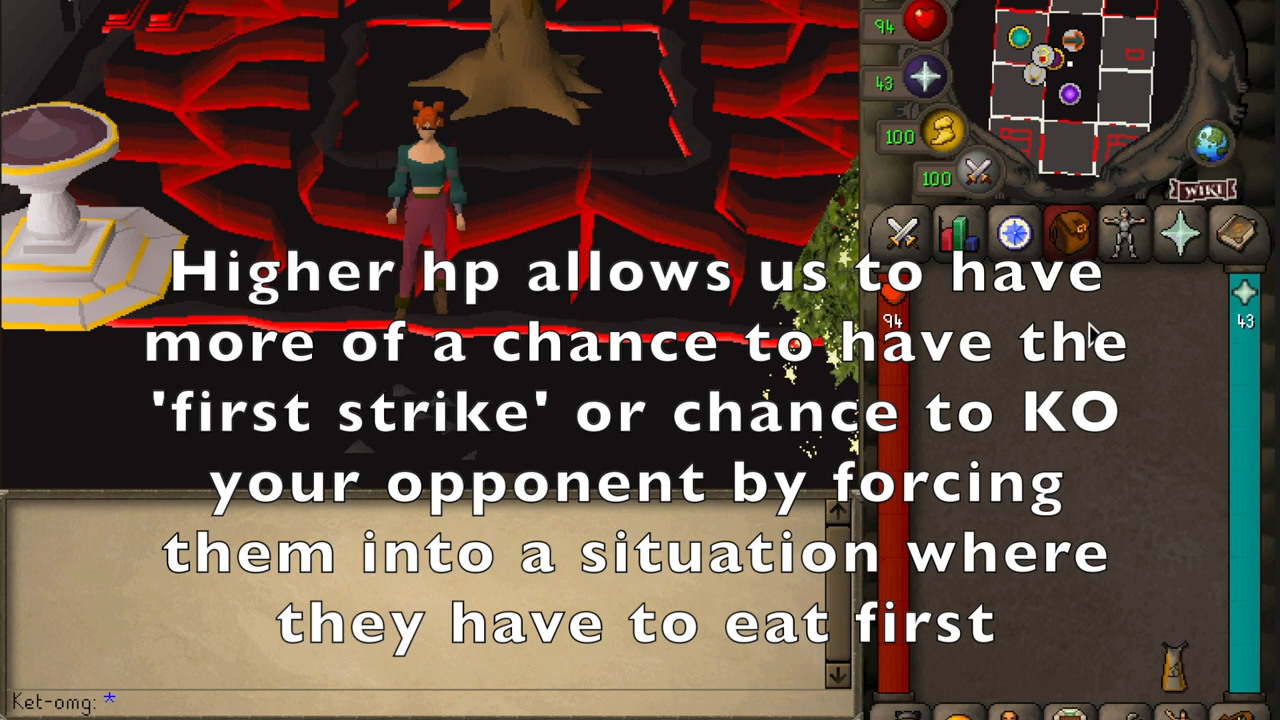 94
43
100
100
WIKI
Higher hp allows us to have
more of a chance to have the
'first strike' or chance to KO
your opponent by forcing
them into a situation where
they have to eat first
94
43
Ket-omg: *